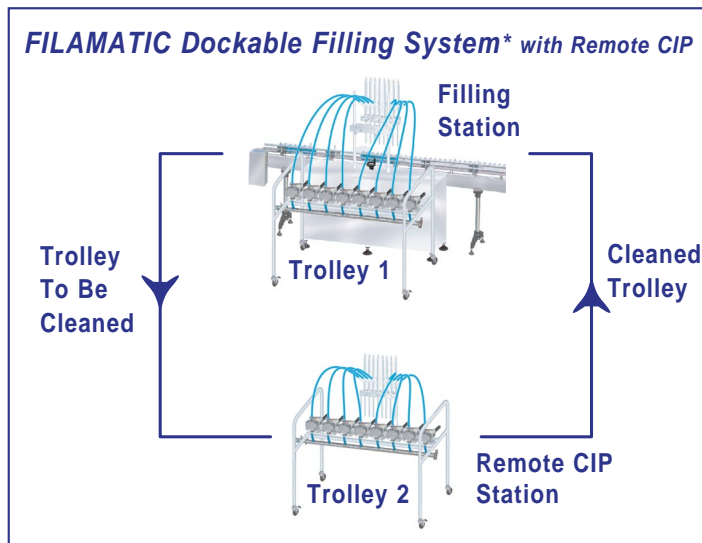 FILAMATIC Dockable Filling System* with Remote CIP
Filling
Station
Trolley 1
Trolley
To Be
Cleaned
Cleaned
Trolley
Trolley 2
Remote CIP
Station